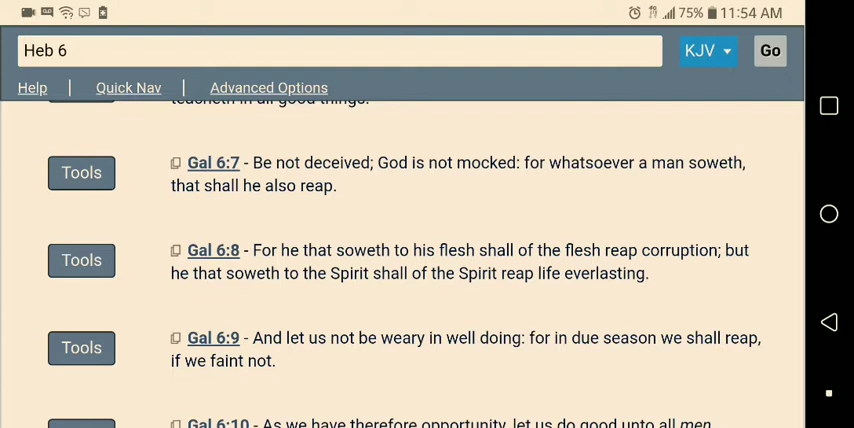 75% 11:54 AM
Heb 6 KJV Go
Help | Quick Nav | Advanced Options
teacheth in all good things.
Tools Gal 6:7 - Be not deceived; God is not mocked: for whatsoever a man soweth,
that shall he also reap.
Tools Gal 6:8 - For he that soweth to his flesh shall of the flesh reap corruption; but
he that soweth to the Spirit shall of the Spirit reap life everlasting.
Tools Gal 6:9 - And let us not be weary in well doing: for in due season we shall reap,
if we faint not.
Gal 6:10 - As we have therefore opportunity, let us do good unto all men